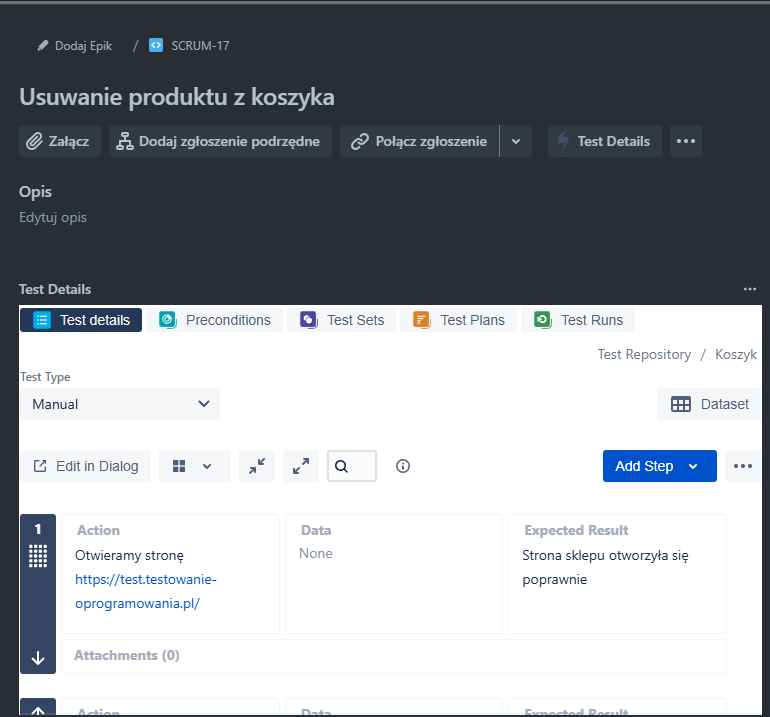 Dodaj Epik / SCRUM-17
Usuwanie produktu z koszyka
Załącz Dodaj zgłoszenie podrzędne Połącz zgłoszenie Test Details
Opis
Edytuj opis
Test Details
Test details Preconditions Test Sets Test Plans Test Runs
Test Repository / Koszyk
Test Type
Manual Dataset
Edit in Dialog Add Step
1 Action Data Expected Result
Otwieramy stronę None Strona sklepu otworzyła się
https://test.testowanie- poprawnie
oprogramowania.pl/
Attachments (0)
Action Data Expected Result